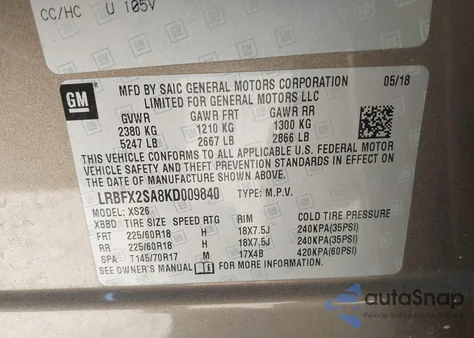 CC/HC U 105V
GM
MFD BY SAIC GENERAL MOTORS CORPORATION 05/18
LIMITED FOR GENERAL MOTORS LLC
GVWR GAWR FRT GAWR RR
2380 KG 1210 KG 1300 KG
5247 LB 2667 LB 2866 LB
THIS VEHICLE CONFORMS TO ALL APPLICABLE U.S. FEDERAL MOTOR
VEHICLE SAFETY AND THEFT PREVENTION STANDARDS IN EFFECT
ON THE DATE OF MANUFACTURE SHOWN ABOVE.
LRBFX2SA8KD009840 TYPE: M.P.V.
MODEL: XS26
XBBD TIRE SIZE SPEED RTG RIM COLD TIRE PRESSURE
FRT 225/60R18 H 18X7.5J 240KPA(35PSI)
RR 225/60R18 H 18X7.5J 240KPA(35PSI)
SPA T145/70R17 M 17X4B 420KPA(60PSI)
SEE OWNER'S MANUAL FOR MORE INFORMATION.
autoSnap